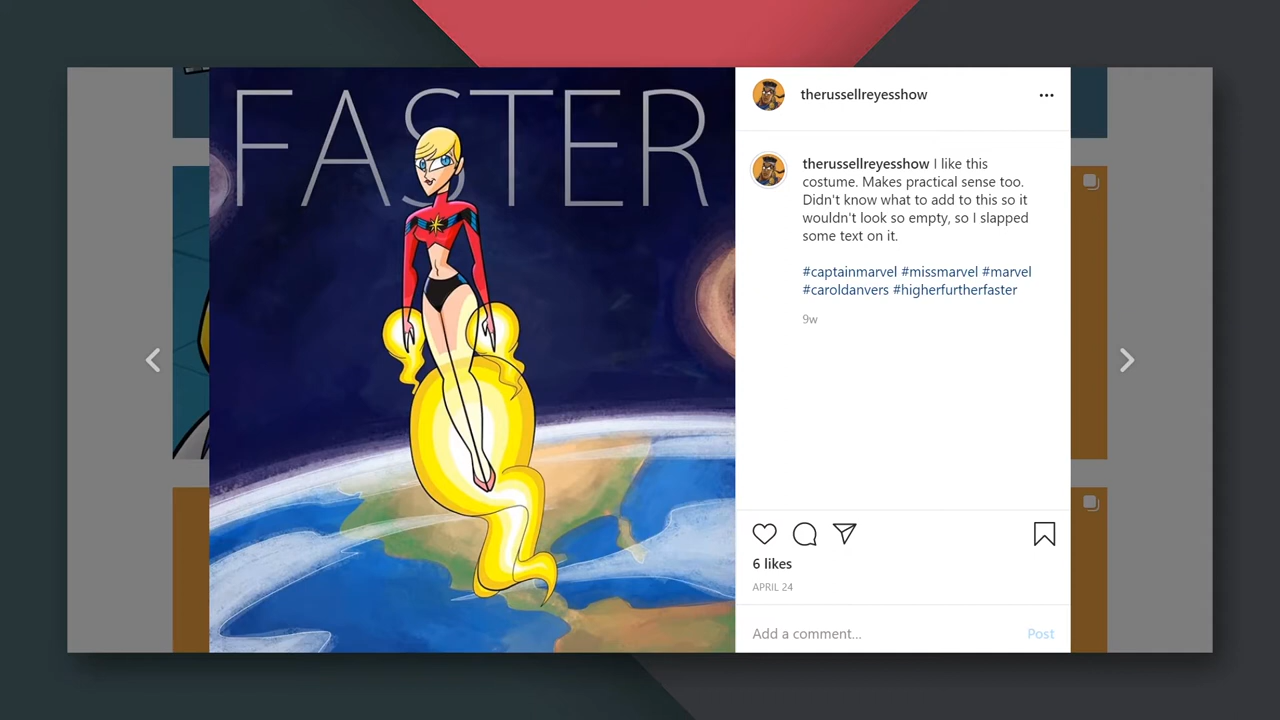 FASTER
therussellreyesshow
therussellreyesshow I like this
costume. Makes practical sense too.
Didn't know what to add to this so it
wouldn't look so empty, so I slapped
some text on it.
#captainmarvel #missmarvel #marvel
#caroldanvers #higherfurtherfaster
9w
6 likes
APRIL 24
Add a comment...
Post